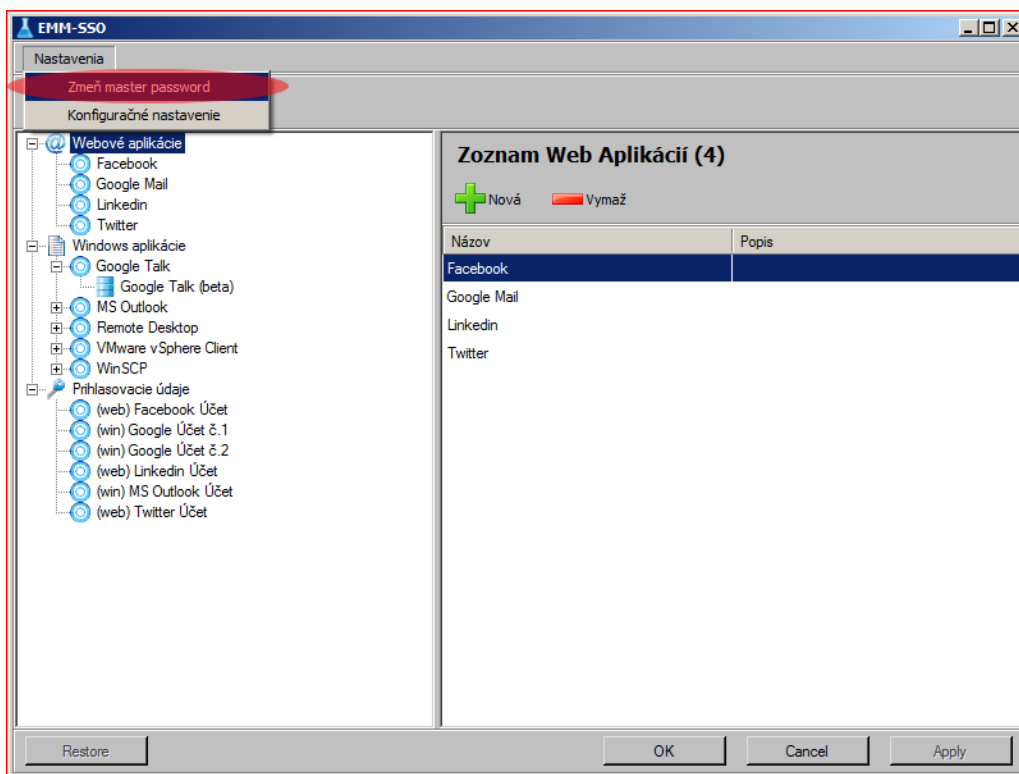 EMM-SSO
Nastavenia
Zmeň master password
Konfiguračné nastavenie
Webové aplikácie
Facebook
Google Mail
Linkedin
Twitter
Windows aplikácie
Google Talk
Google Talk (beta)
MS Outlook
Remote Desktop
VMware vSphere Client
WinSCP
Prihlasovacie údaje
(web) Facebook Účet
(win) Google Účet č.1
(win) Google Účet č.2
(web) Linkedin Účet
(win) MS Outlook Účet
(web) Twitter Účet
Zoznam Web Aplikácií (4)
Nová Vymaž
Názov Popis
Facebook
Google Mail
Linkedin
Twitter
Restore OK Cancel Apply